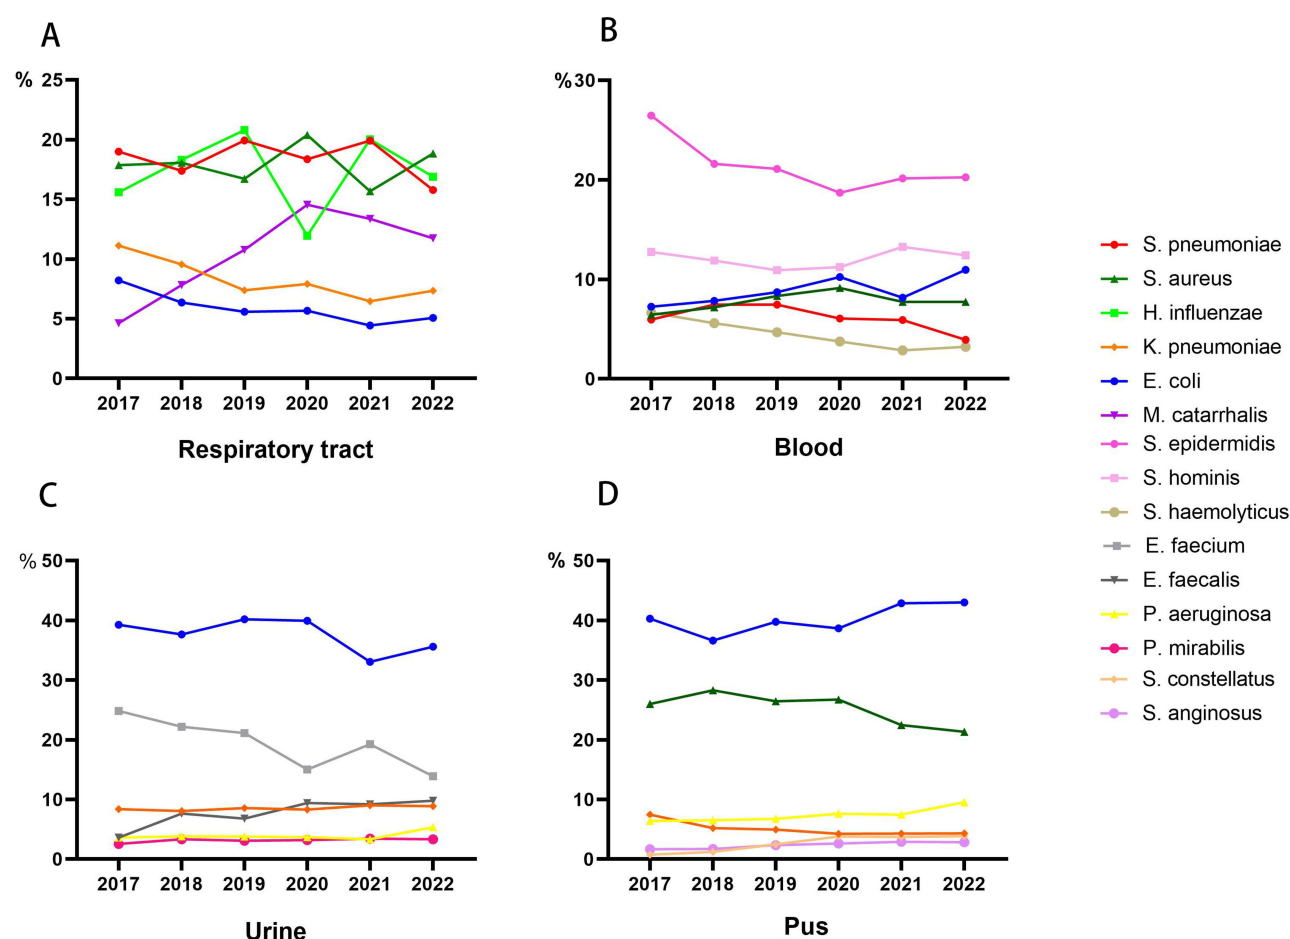 A
% 25
20
15
10
5
0
2017 2018 2019 2020 2021 2022
Respiratory tract
B
%30
20
10
0
2017 2018 2019 2020 2021 2022
Blood
C
% 50
40
30
20
10
0
2017 2018 2019 2020 2021 2022
Urine
D
% 50
40
30
20
10
0
2017 2018 2019 2020 2021 2022
Pus
S. pneumoniae
S. aureus
H. influenzae
K. pneumoniae
E. coli
M. catarrhalis
S. epidermidis
S. hominis
S. haemolyticus
E. faecium
E. faecalis
P. aeruginosa
P. mirabilis
S. constellatus
S. anginosus